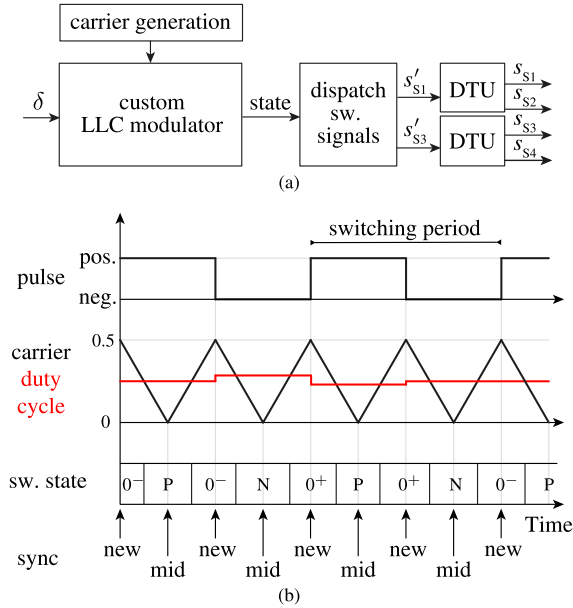 carrier generation
δ
custom
LLC modulator
state
dispatch
sw.
signals
s′S1
s′S3
DTU
DTU
sS1
sS2
sS3
sS4
(a)
switching period
pulse
pos.
neg.
carrier
duty
cycle
0.5
0
sw. state
0⁻ P 0⁻ N 0⁺ P 0⁺ N 0⁻ P
Time
sync
new mid new mid new mid new mid new
(b)